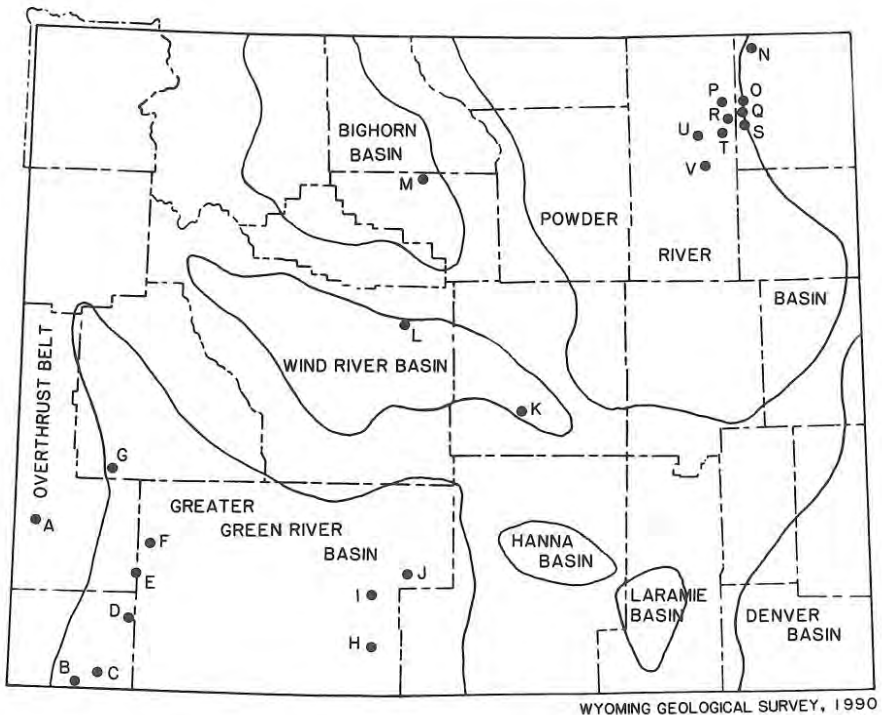 N
P
O
R
Q
U
S
T
V
BIGHORN
BASIN
M
POWDER
RIVER
BASIN
OVERTHRUST BELT
L
WIND RIVER BASIN
K
G
A
GREATER
GREEN RIVER
BASIN
F
E
J
I
D
H
B
C
HANNA
BASIN
LARAMIE
BASIN
DENVER
BASIN
WYOMING GEOLOGICAL SURVEY, 1990